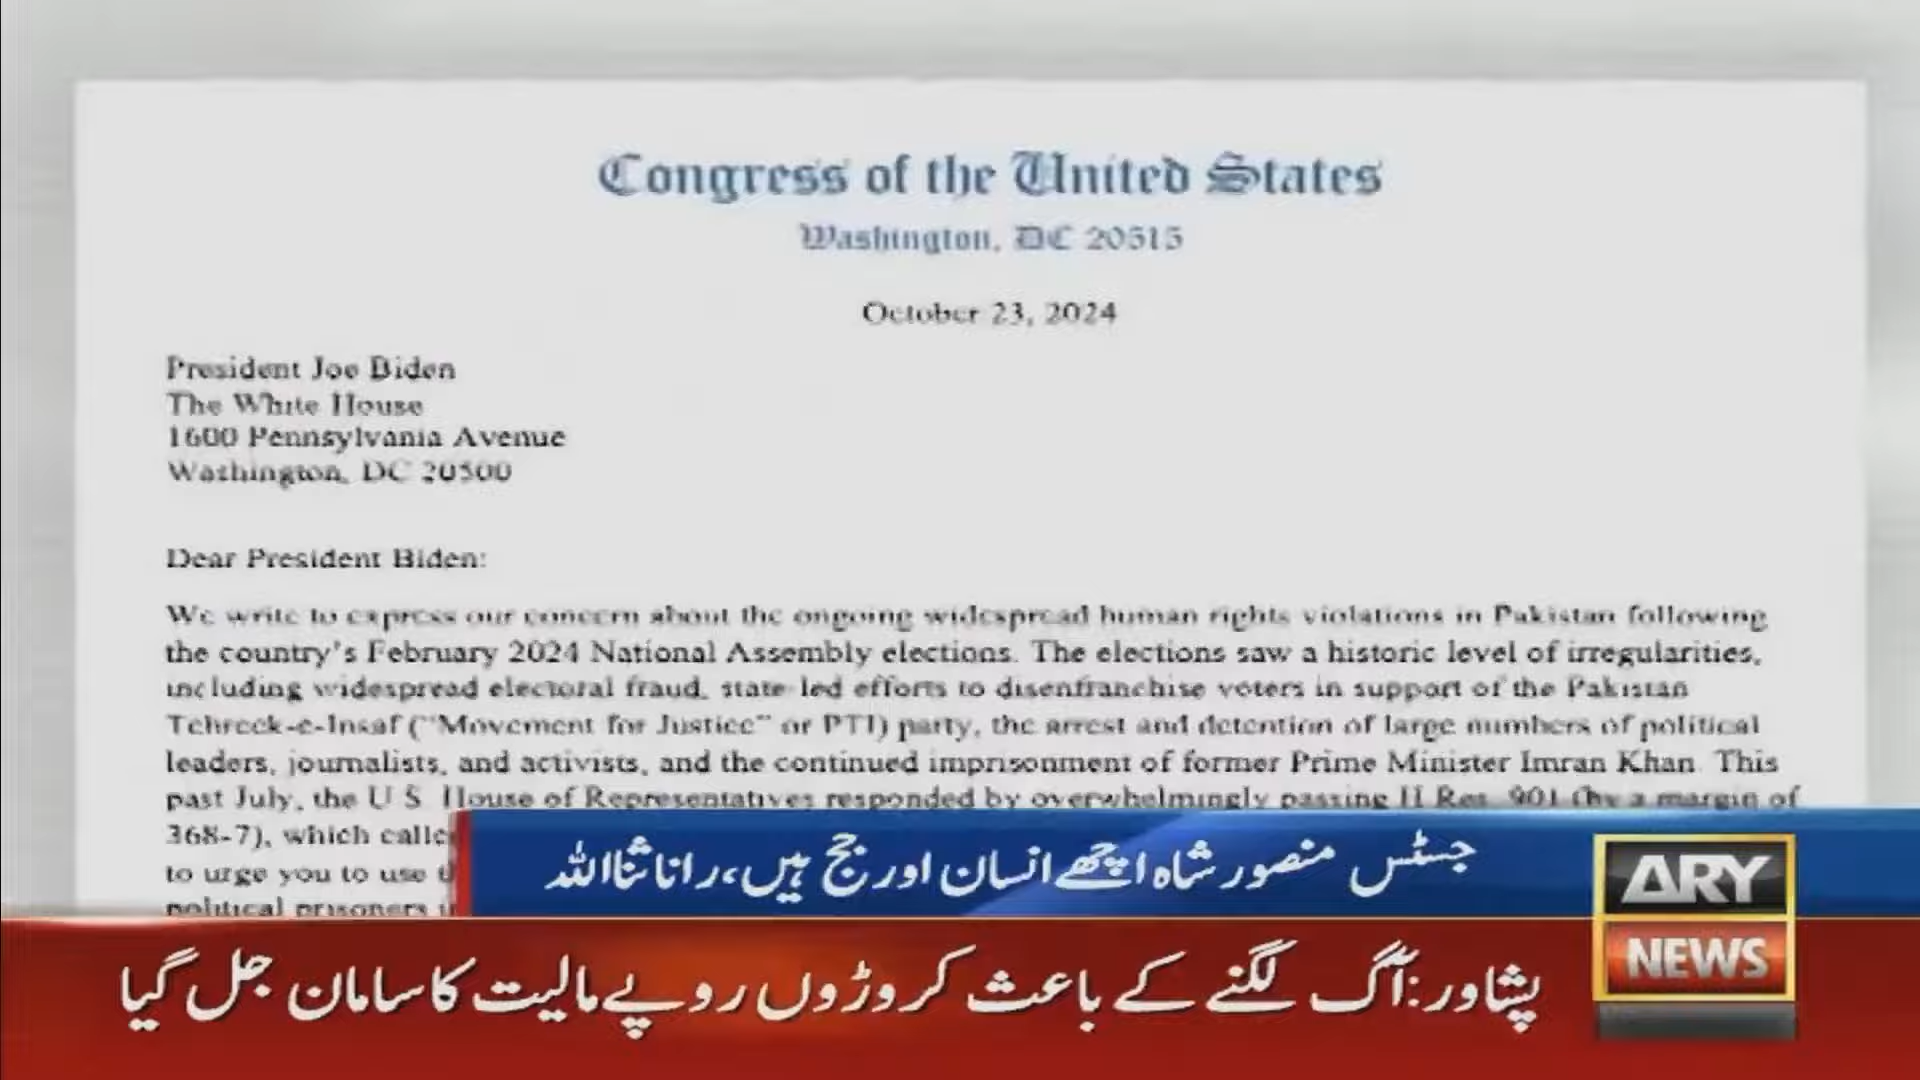 Congress of the United States
Washington, DC 20515
October 23, 2024
President Joe Biden
The White House
1600 Pennsylvania Avenue
Washington, DC 20500
Dear President Biden:
We write to express our concern about the ongoing widespread human rights violations in Pakistan following
the country's February 2024 National Assembly elections. The elections saw a historic level of irregularities,
including widespread electoral fraud, state-led efforts to disenfranchise voters in support of the Pakistan
Tehreek-e-Insaf ("Movement for Justice" or PTI) party, the arrest and detention of large numbers of political
leaders, journalists, and activists, and the continued imprisonment of former Prime Minister Imran Khan. This
past July, the U.S. House of Representatives responded by overwhelmingly passing H.Res. 901 (by a margin of
368-7), which
to urge you to use
political prisoners
جسٹس منصور شاہ اچھے انسان اور جج ہیں، رانا ثنااللہ
پشاور: آگ لگنے کے باعث کروڑوں روپے مالیت کا سامان جل گیا
ARY
NEWS